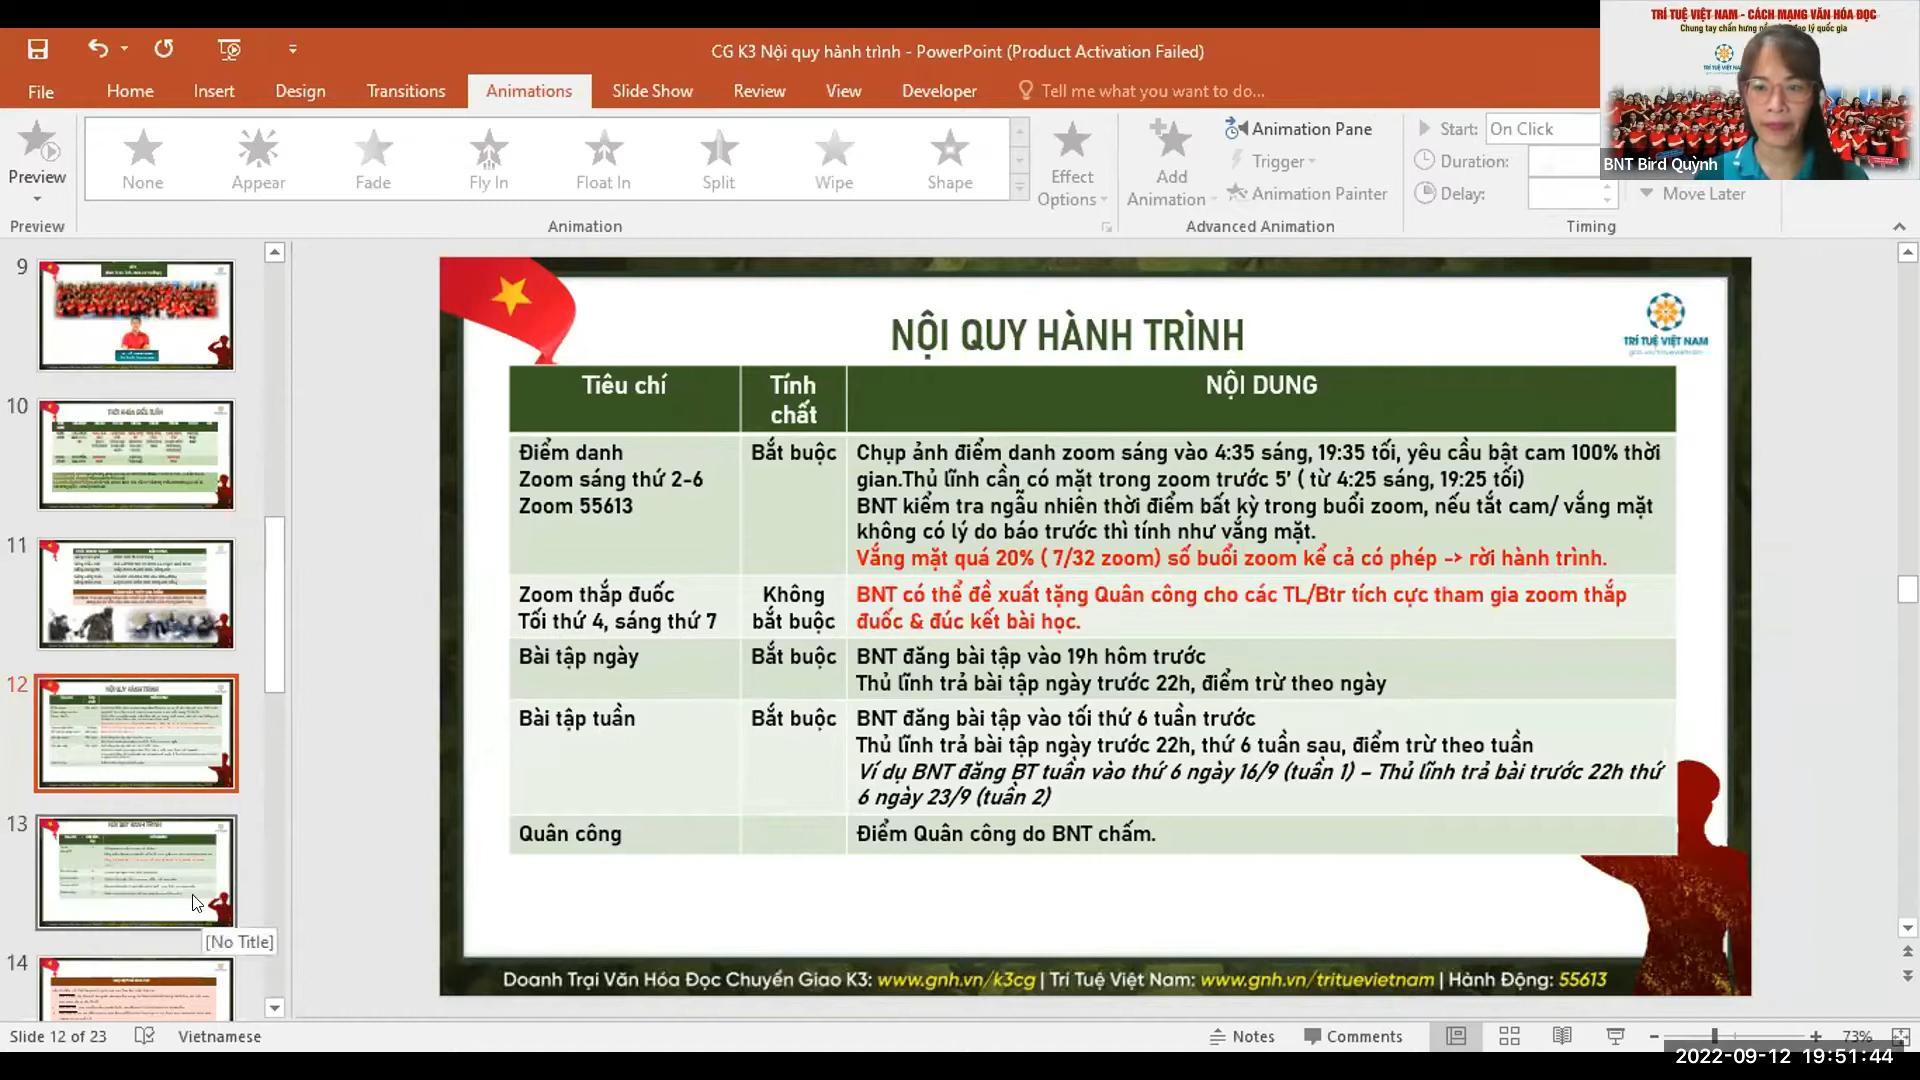 CG K3 Nội quy hành trình - PowerPoint (Product Activation Failed)
File Home Insert Design Transitions Animations Slide Show Review View Developer Tell me what you want to do...
TRÍ TUỆ VIỆT NAM - CÁCH MẠNG VĂN HÓA ĐỌC
BNT Bird Quỳnh
Preview
None Appear Fade Fly In Float In Split Wipe Shape
Effect Options
Add Animation
Animation Pane
Trigger
Animation Painter
Start: On Click
Duration:
Delay:
Move Later
Preview Animation Advanced Animation Timing
9
10
11
12
13
[No Title]
14
NỘI QUY HÀNH TRÌNH
TRÍ TUỆ VIỆT NAM
Tiêu chí
Tính chất
NỘI DUNG
Điểm danh
Zoom sáng thứ 2-6
Zoom 55613
Bắt buộc
Chụp ảnh điểm danh zoom sáng vào 4:35 sáng, 19:35 tối, yêu cầu bật cam 100% thời
gian.Thủ lĩnh cần có mặt trong zoom trước 5’ ( từ 4:25 sáng, 19:25 tối)
BNT kiểm tra ngẫu nhiên thời điểm bất kỳ trong buổi zoom, nếu tắt cam/ vắng mặt
không có lý do báo trước thì tính như vắng mặt.
Vắng mặt quá 20% ( 7/32 zoom) số buổi zoom kể cả có phép -> rời hành trình.
Zoom thắp đuốc
Tối thứ 4, sáng thứ 7
Không
bắt buộc
BNT có thể đề xuất tặng Quân công cho các TL/Btr tích cực tham gia zoom thắp
đuốc & đúc kết bài học.
Bài tập ngày
Bắt buộc
BNT đăng bài tập vào 19h hôm trước
Thủ lĩnh trả bài tập ngày trước 22h, điểm trừ theo ngày
Bài tập tuần
Bắt buộc
BNT đăng bài tập vào tối thứ 6 tuần trước
Thủ lĩnh trả bài tập ngày trước 22h, thứ 6 tuần sau, điểm trừ theo tuần
Ví dụ BNT đăng BT tuần vào thứ 6 ngày 16/9 (tuần 1) – Thủ lĩnh trả bài trước 22h thứ
6 ngày 23/9 (tuần 2)
Quân công
Điểm Quân công do BNT chấm.
Doanh Trại Văn Hóa Đọc Chuyển Giao K3: www.gnh.vn/k3cg | Trí Tuệ Việt Nam: www.gnh.vn/trituevietnam | Hành Động: 55613
Slide 12 of 23 Vietnamese Notes Comments 73%
2022-09-12 19:51:44